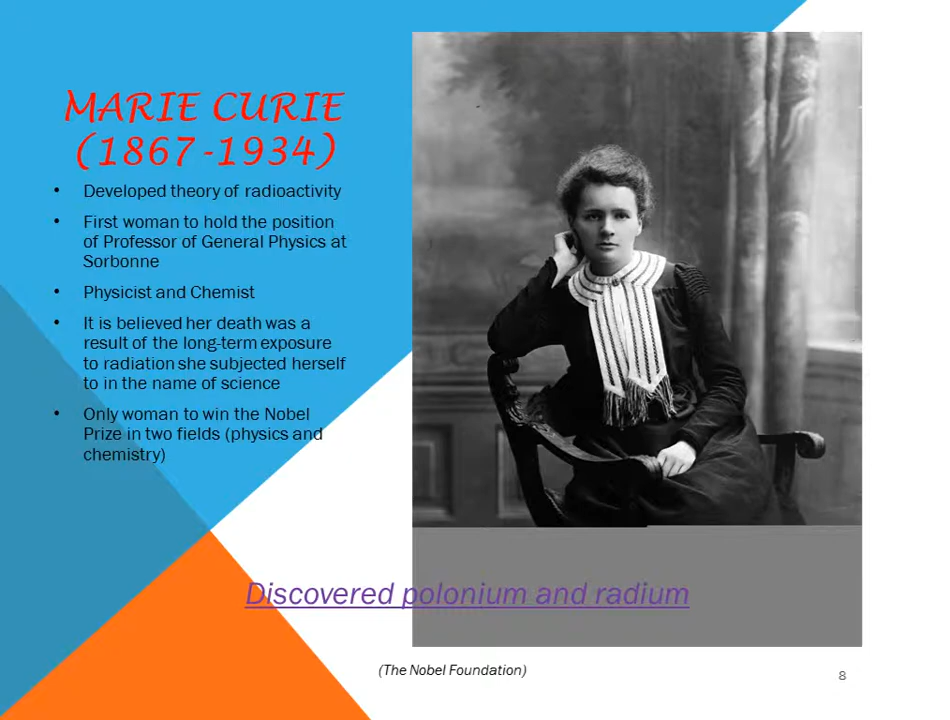 MARIE CURIE
(1867-1934)
• Developed theory of radioactivity
• First woman to hold the position
of Professor of General Physics at
Sorbonne
• Physicist and Chemist
• It is believed her death was a
result of the long-term exposure
to radiation she subjected herself
to in the name of science
• Only woman to win the Nobel
Prize in two fields (physics and
chemistry)
Discovered polonium and radium
(The Nobel Foundation)
8